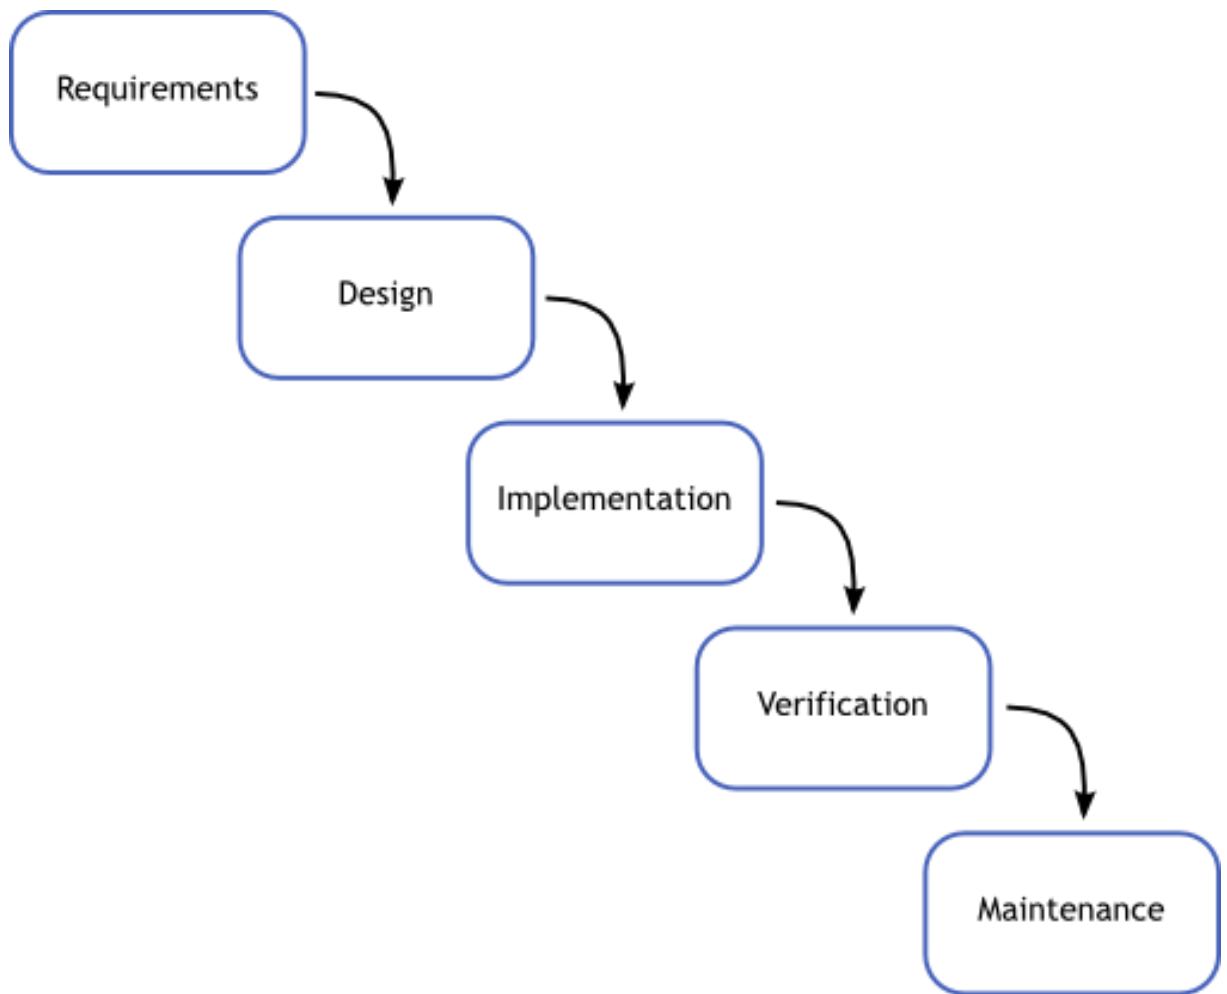 Requirements
Design
Implementation
Verification
Maintenance